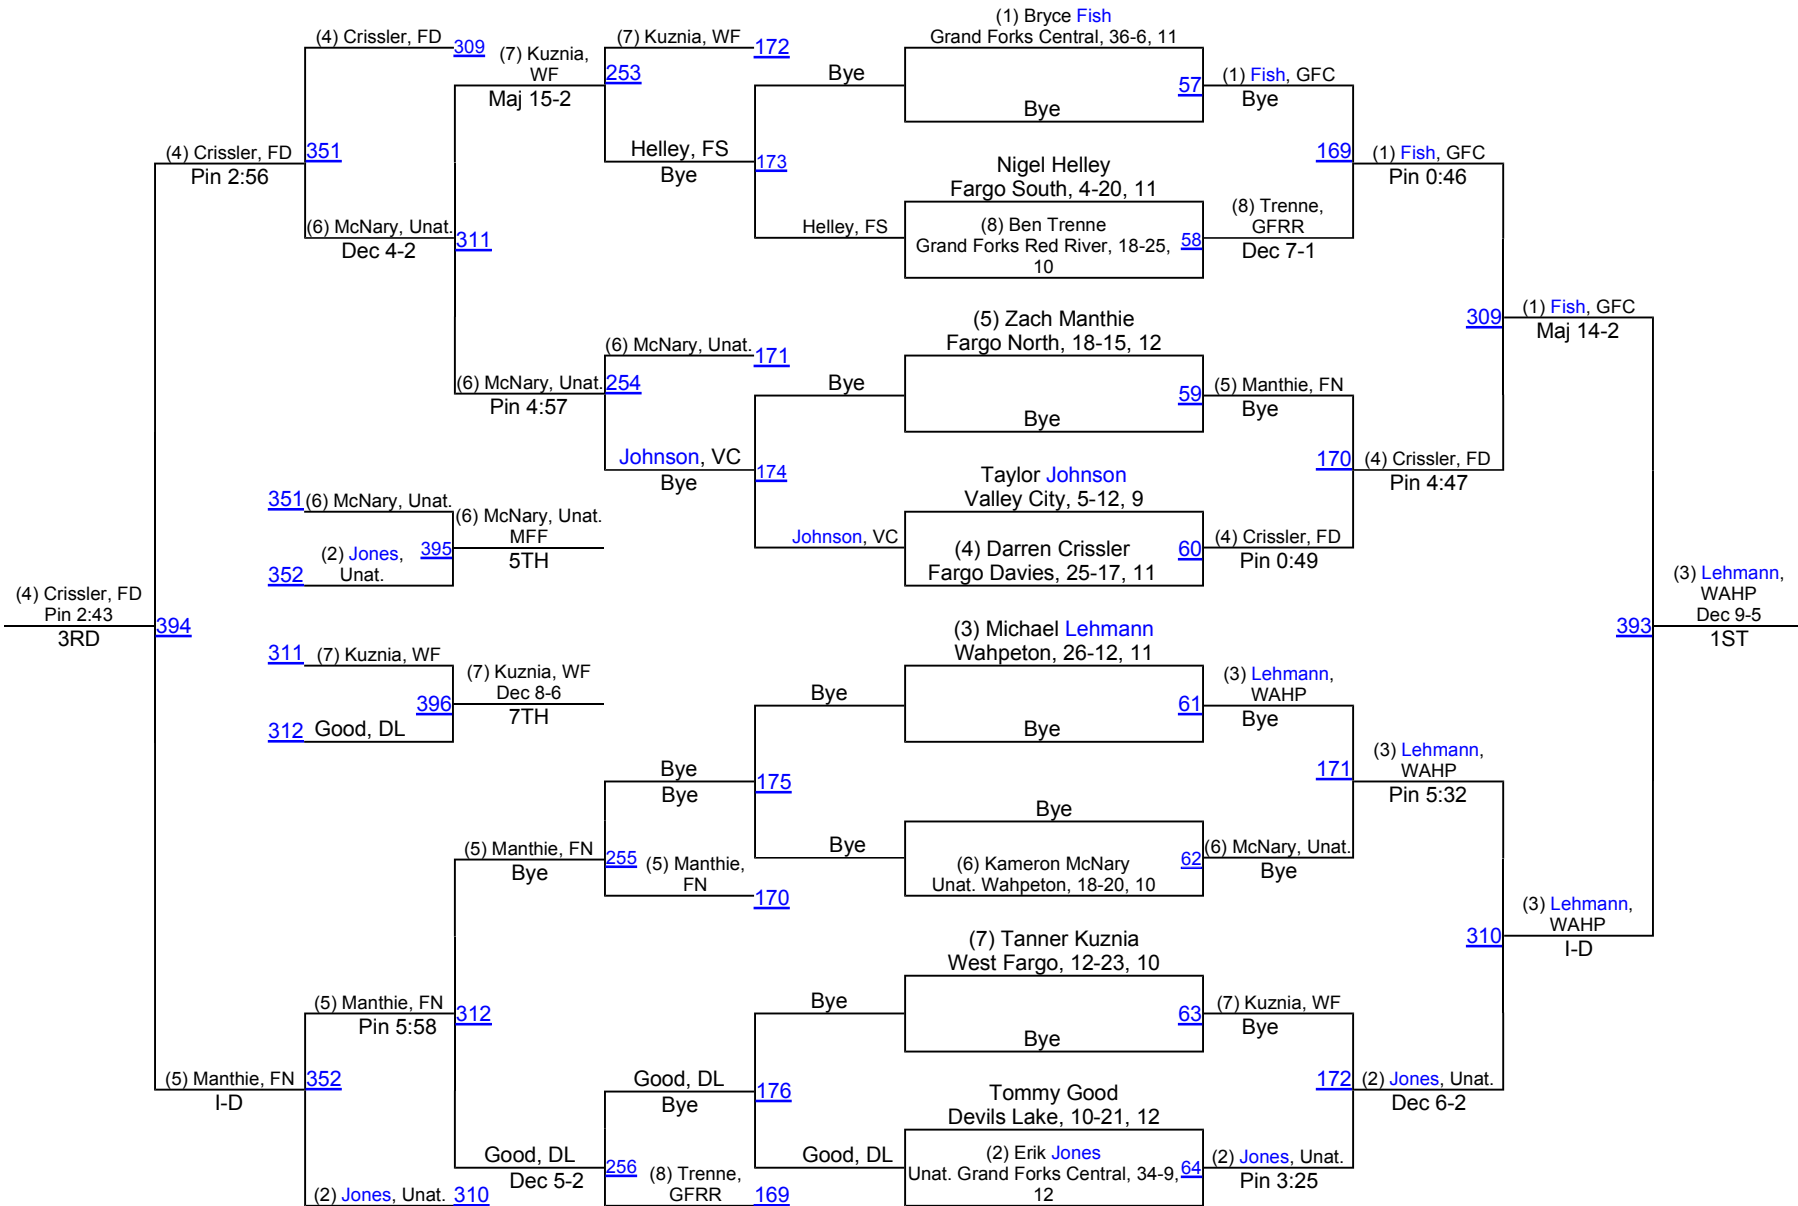 (4) Crissler, FD
309
(7) Kuznia,
WF
Maj 15-2
(7) Kuznia, WF
172
253
Bye
(1) Bryce Fish
Grand Forks Central, 36-6, 11
Bye
57
(1) Fish, GFC
Bye
(4) Crissler, FD
Pin 2:56
351
Helley, FS
Bye
173
Nigel Helley
Fargo South, 4-20, 11
169
(1) Fish, GFC
Pin 0:46
(6) McNary, Unat.
Dec 4-2
311
Helley, FS
(8) Ben Trenne
Grand Forks Red River, 18-25,
10
58
(8) Trenne,
GFRR
Dec 7-1
(5) Zach Manthie
Fargo North, 18-15, 12
309
(1) Fish, GFC
Maj 14-2
(6) McNary, Unat.
171
(6) McNary, Unat.
Pin 4:57
254
Bye
Bye
59
(5) Manthie, FN
Bye
Johnson, VC
Bye
174
Taylor Johnson
Valley City, 5-12, 9
170
(4) Crissler, FD
Pin 4:47
351
(6) McNary, Unat.
(6) McNary, Unat.
MFF
5TH
(2) Jones,
Unat.
395
352
Johnson, VC
(4) Darren Crissler
Fargo Davies, 25-17, 11
60
(4) Crissler, FD
Pin 0:49
(4) Crissler, FD
Pin 2:43
3RD
394
(3) Michael Lehmann
Wahpeton, 26-12, 11
393
(3) Lehmann,
WAHP
Dec 9-5
1ST
311
(7) Kuznia, WF
(7) Kuznia, WF
Dec 8-6
7TH
396
312
Good, DL
Bye
Bye
61
(3) Lehmann,
WAHP
Bye
Bye
Bye
175
Bye
171
(3) Lehmann,
WAHP
Pin 5:32
(5) Manthie, FN
Bye
255
(5) Manthie,
FN
170
Bye
(6) Kameron McNary
Unat. Wahpeton, 18-20, 10
62
(6) McNary, Unat.
Bye
(7) Tanner Kuznia
West Fargo, 12-23, 10
310
(3) Lehmann,
WAHP
I-D
(5) Manthie, FN
Pin 5:58
312
Bye
Bye
63
(7) Kuznia, WF
Bye
(5) Manthie, FN
I-D
352
Good, DL
Bye
176
Tommy Good
Devils Lake, 10-21, 12
172
(2) Jones, Unat.
Dec 6-2
Good, DL
Dec 5-2
256
(8) Trenne,
GFRR
169
Good, DL
(2) Erik Jones
Unat. Grand Forks Central, 34-9,
12
64
(2) Jones, Unat.
Pin 3:25
(2) Jones, Unat.
310